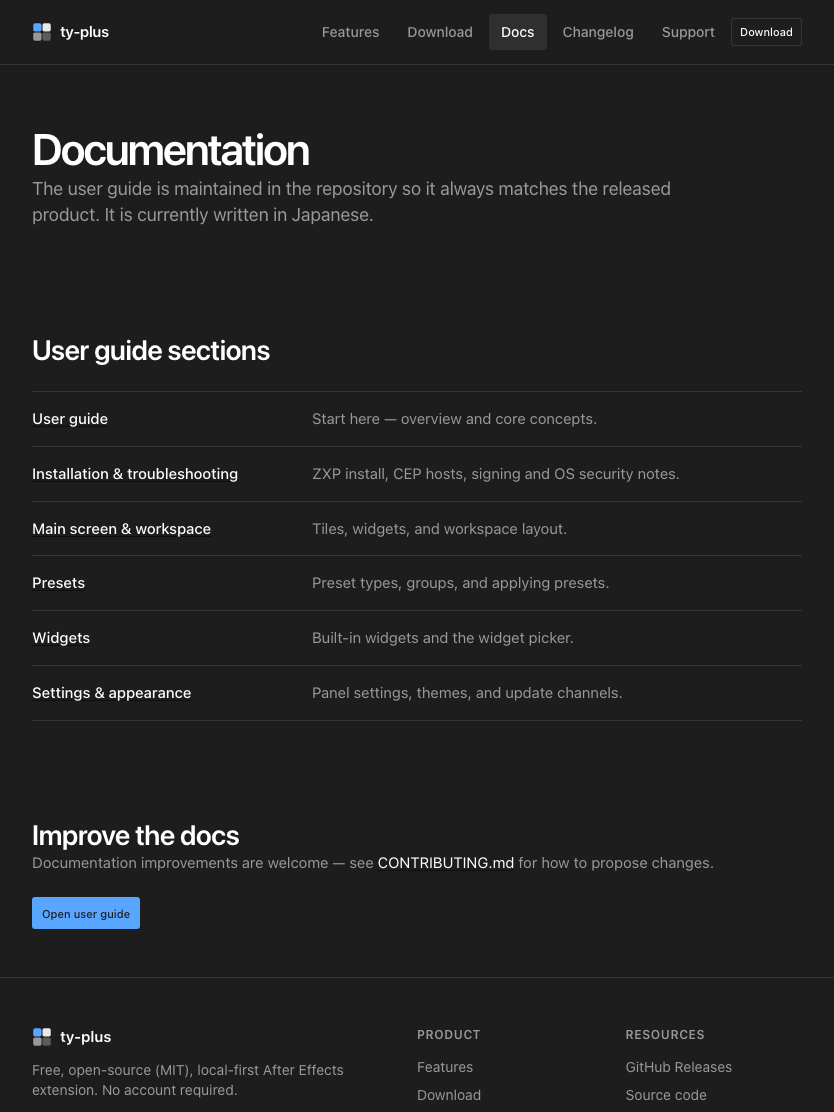 ty-plus
Features
Download
Docs
Changelog
Support
Download
Documentation
The user guide is maintained in the repository so it always matches the released
product. It is currently written in Japanese.
User guide sections
User guide
Start here — overview and core concepts.
Installation & troubleshooting
ZXP install, CEP hosts, signing and OS security notes.
Main screen & workspace
Tiles, widgets, and workspace layout.
Presets
Preset types, groups, and applying presets.
Widgets
Built-in widgets and the widget picker.
Settings & appearance
Panel settings, themes, and update channels.
Improve the docs
Documentation improvements are welcome — see CONTRIBUTING.md for how to propose changes.
Open user guide
ty-plus
Free, open-source (MIT), local-first After Effects
extension. No account required.
PRODUCT
Features
Download
RESOURCES
GitHub Releases
Source code